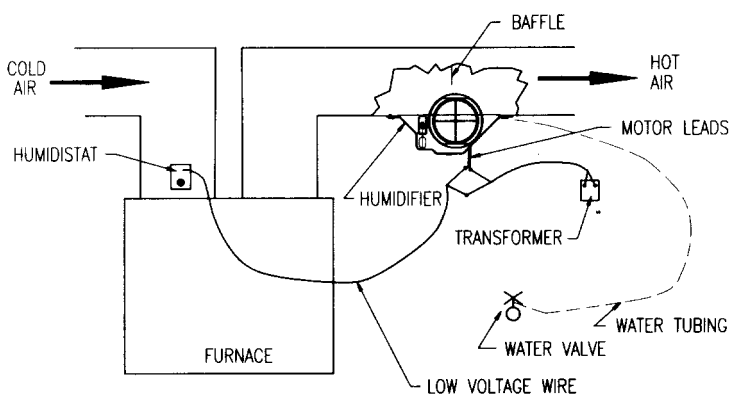 BAFFLE
COLD
AIR
HOT
AIR
MOTOR LEADS
HUMIDISTAT
HUMIDIFIER
TRANSFORMER
WATER TUBING
WATER VALVE
FURNACE
LOW VOLTAGE WIRE